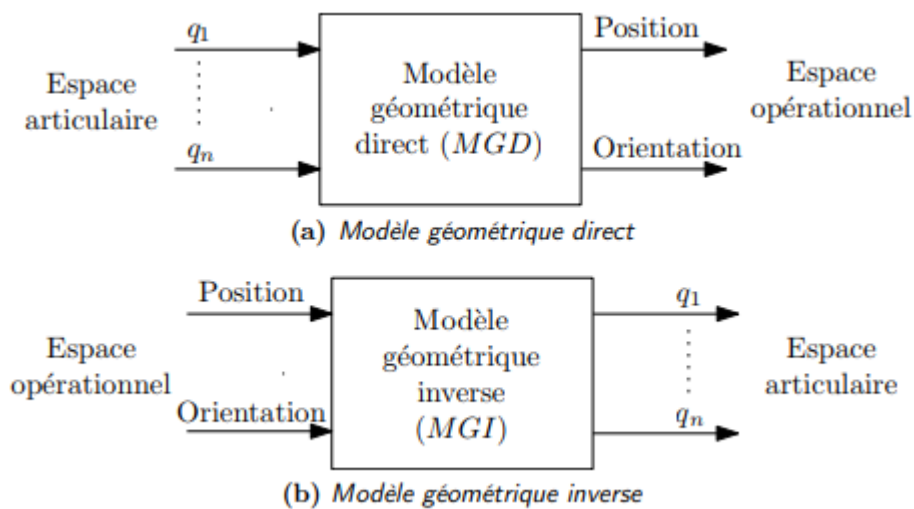 q1
Position
Espace
articulaire
Modèle
géométrique
direct (MGD)
Espace
opérationnel
qn
Orientation
(a) Modèle géométrique direct
Position
q1
Espace
opérationnel
Modèle
géométrique
inverse
(MGI)
Espace
articulaire
Orientation
qn
(b) Modèle géométrique inverse